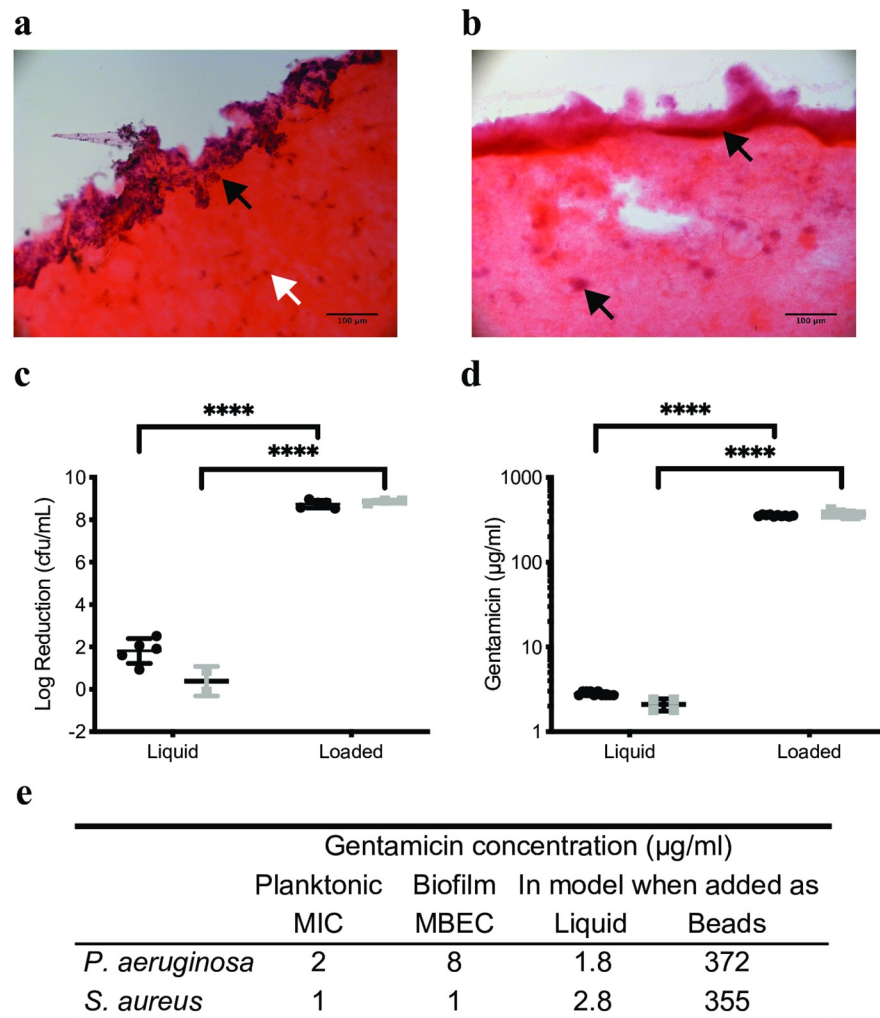 a
b
100 µm
100 µm
c
d
****
****
****
****
10
8
6
4
2
0
-2
Log Reduction (cfu/mL)
Liquid
Loaded
1000
100
10
1
Gentamicin (µg/ml)
Liquid
Loaded
e
Gentamicin concentration (µg/ml)
Planktonic Biofilm In model when added as
MIC MBEC Liquid Beads
P. aeruginosa 2 8 1.8 372
S. aureus 1 1 2.8 355